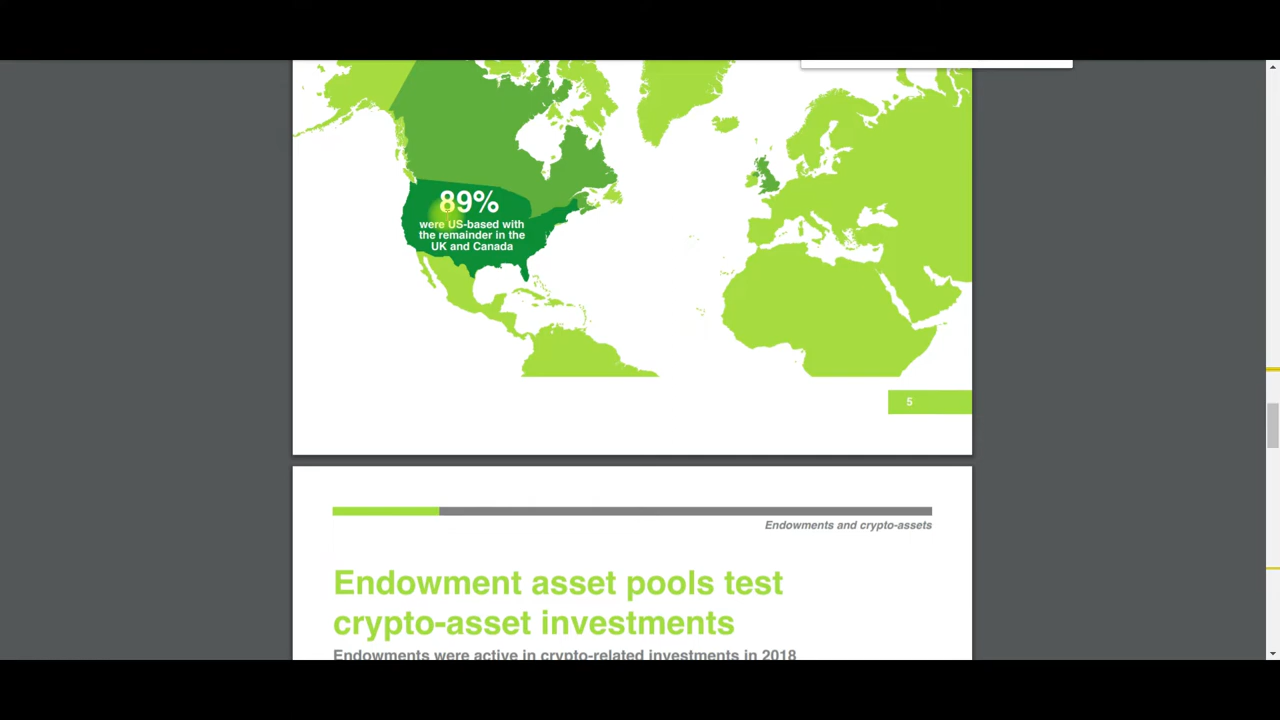 89%
were US-based with
the remainder in the
UK and Canada
5
Endowments and crypto-assets
Endowment asset pools test
crypto-asset investments
Endowments were active in crypto-related investments in 2018